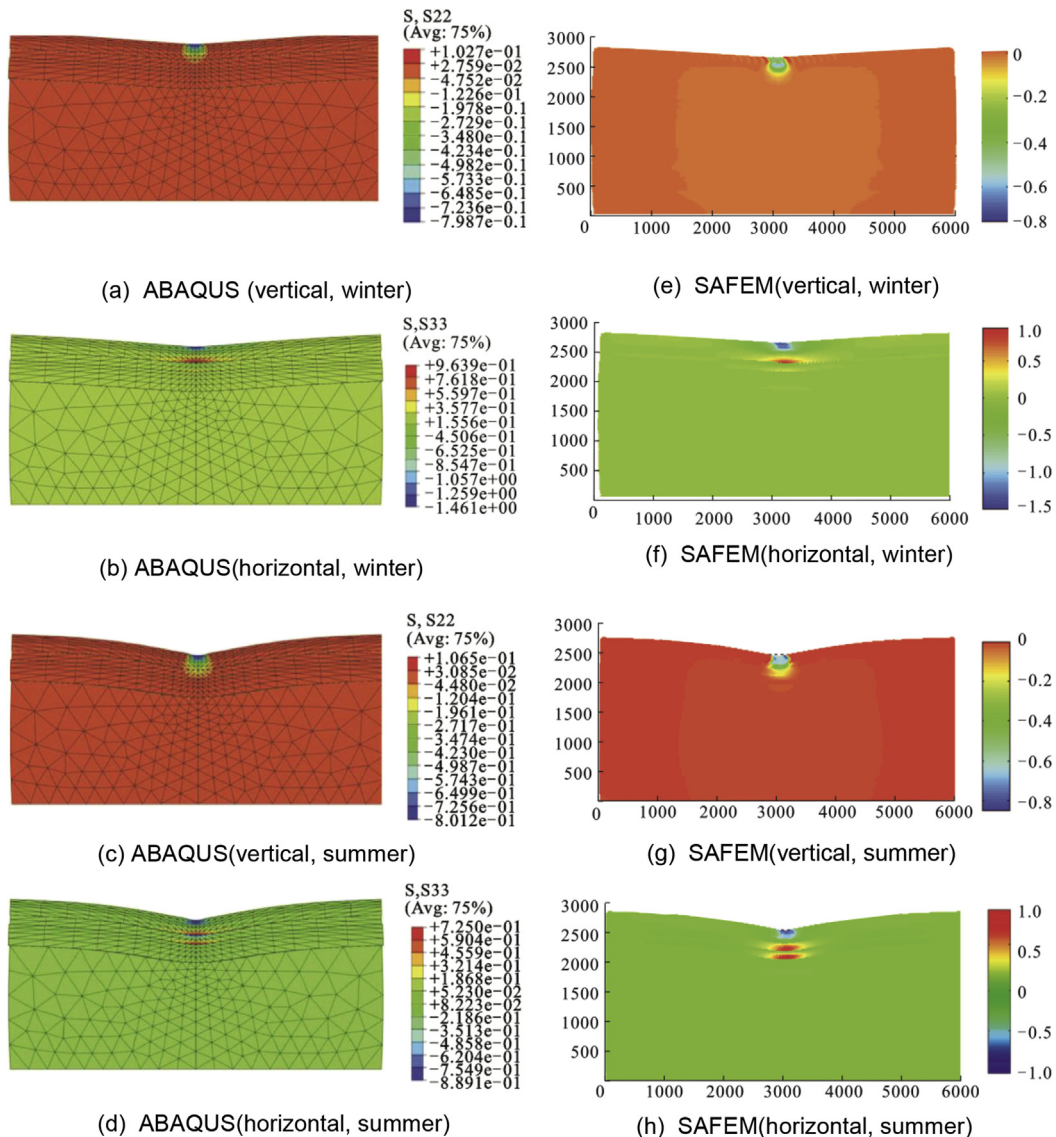 S, S22
(Avg: 75%)
+1.027e-01
+2.759e-02
-4.752e-02
-1.226e-01
-1.978e-0.1
-2.729e-0.1
-3.480e-0.1
-4.234e-0.1
-4.982e-0.1
-5.733e-0.1
-6.485e-0.1
-7.236e-0.1
-7.987e-0.1
(a) ABAQUS (vertical, winter)
3000
2500
2000
1500
1000
500
0
1000
2000
3000
4000
5000
6000
0
-0.2
-0.4
-0.6
-0.8
(e) SAFEM(vertical, winter)
S,S33
(Avg: 75%)
+9.639e-01
+7.618e-01
+5.597e-01
+3.577e-01
+1.556e-01
-4.506e-01
-6.525e-01
-8.547e-01
-1.057e+00
-1.259e+00
-1.461e+00
(b) ABAQUS(horizontal, winter)
3000
2500
2000
1500
1000
500
0
1000
2000
3000
4000
5000
6000
1.0
0.5
0
-0.5
-1.0
-1.5
(f) SAFEM(horizontal, winter)
S, S22
(Avg: 75%)
+1.065e-01
+3.085e-02
-4.480e-02
-1.204e-01
-1.961e-01
-2.717e-01
-3.474e-01
-4.230e-01
-4.987e-01
-5.743e-01
-6.499e-01
-7.256e-01
-8.012e-01
(c) ABAQUS(vertical, summer)
3000
2500
2000
1500
1000
500
0
1000
2000
3000
4000
5000
6000
0
-0.2
-0.4
-0.6
-0.8
(g) SAFEM(vertical, summer)
S,S33
(Avg: 75%)
+7.250e-01
+5.904e-01
+4.559e-01
+3.214e-01
+1.868e-01
+5.230e-02
+8.223e-02
-2.186e-01
-3.513e-01
-4.858e-01
-6.204e-01
-7.549e-01
-8.891e-01
(d) ABAQUS(horizontal, summer)
3000
2500
2000
1500
1000
500
0
1000
2000
3000
4000
5000
6000
1.0
0.5
0
-0.5
-1.0
(h) SAFEM(horizontal, summer)